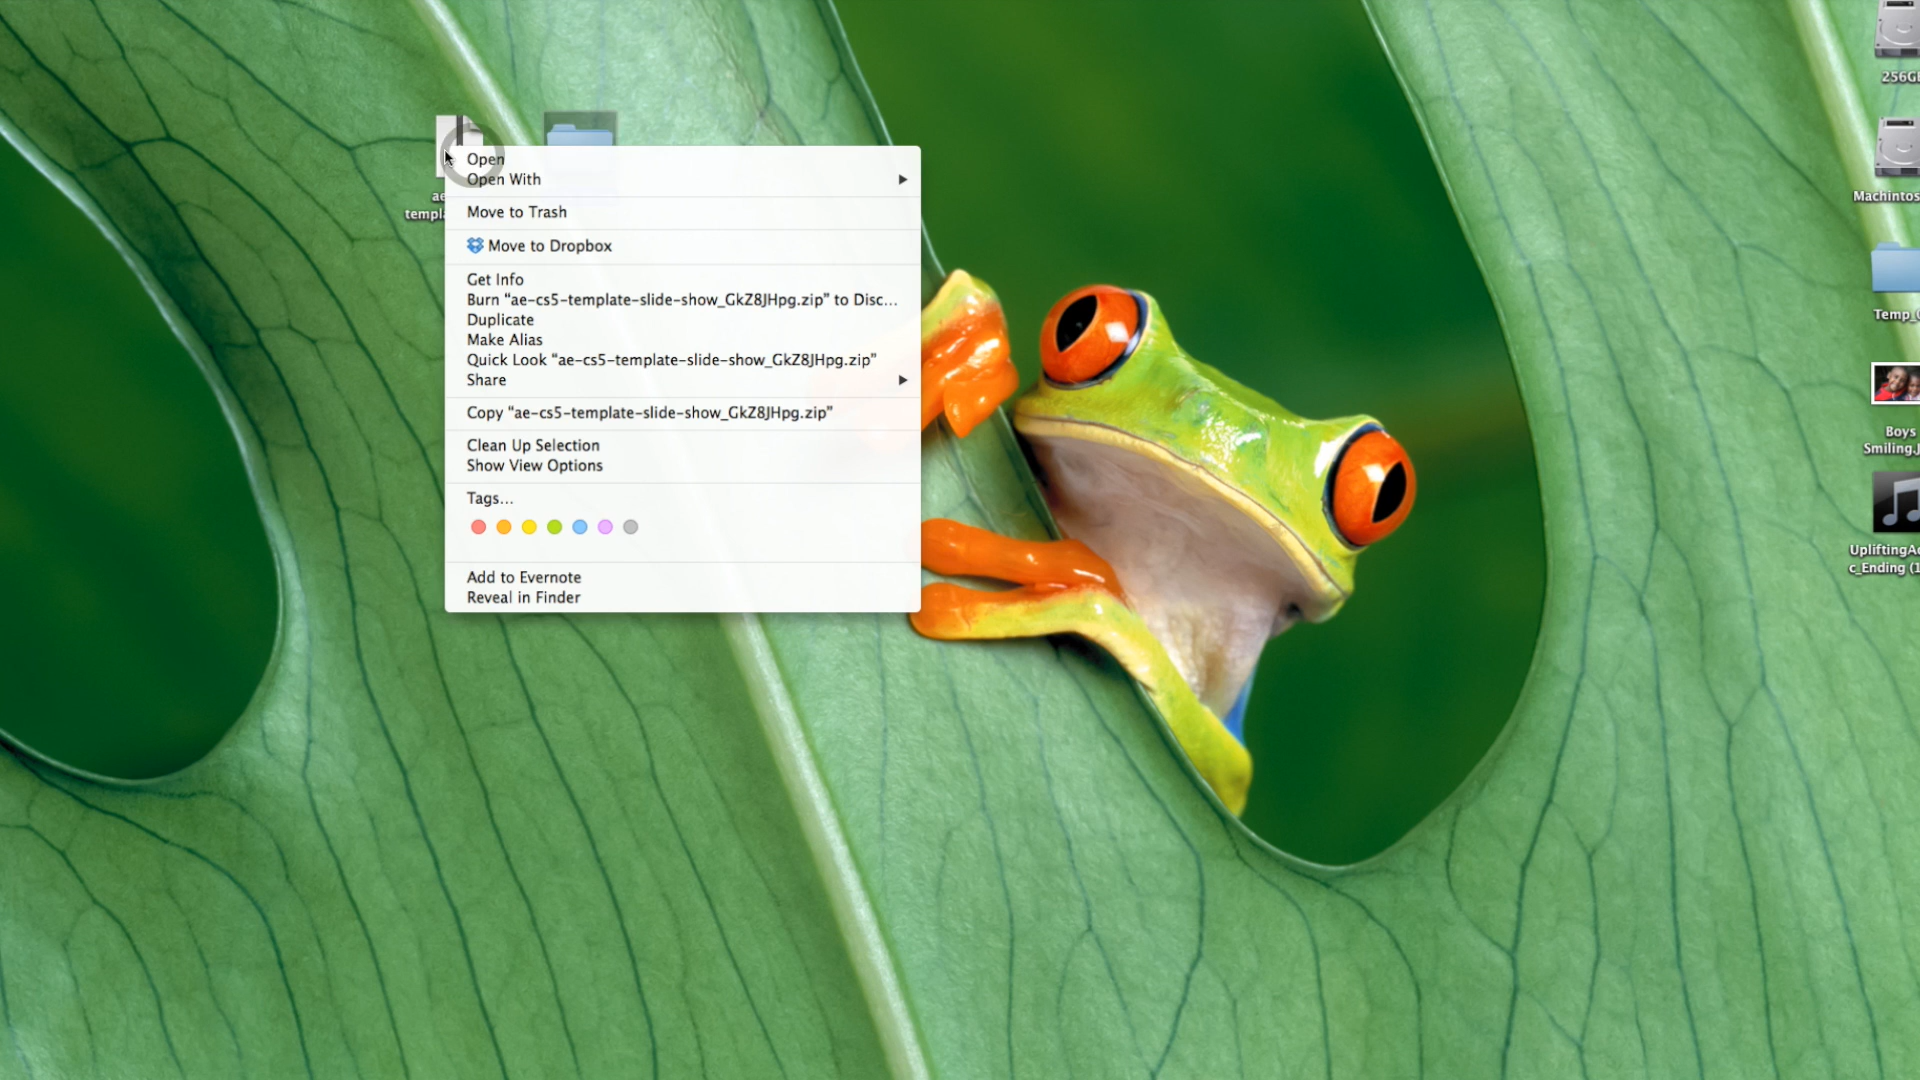 256G
Machintos
Temp_
Boys
Smiling.J
UpliftingA
c_Ending (1
ae
templ
Open
Open With
Move to Trash
Move to Dropbox
Get Info
Burn “ae-cs5-template-slide-show_GkZ8JHpg.zip” to Disc...
Duplicate
Make Alias
Quick Look “ae-cs5-template-slide-show_GkZ8JHpg.zip”
Share
Copy “ae-cs5-template-slide-show_GkZ8JHpg.zip”
Clean Up Selection
Show View Options
Tags...
Add to Evernote
Reveal in Finder